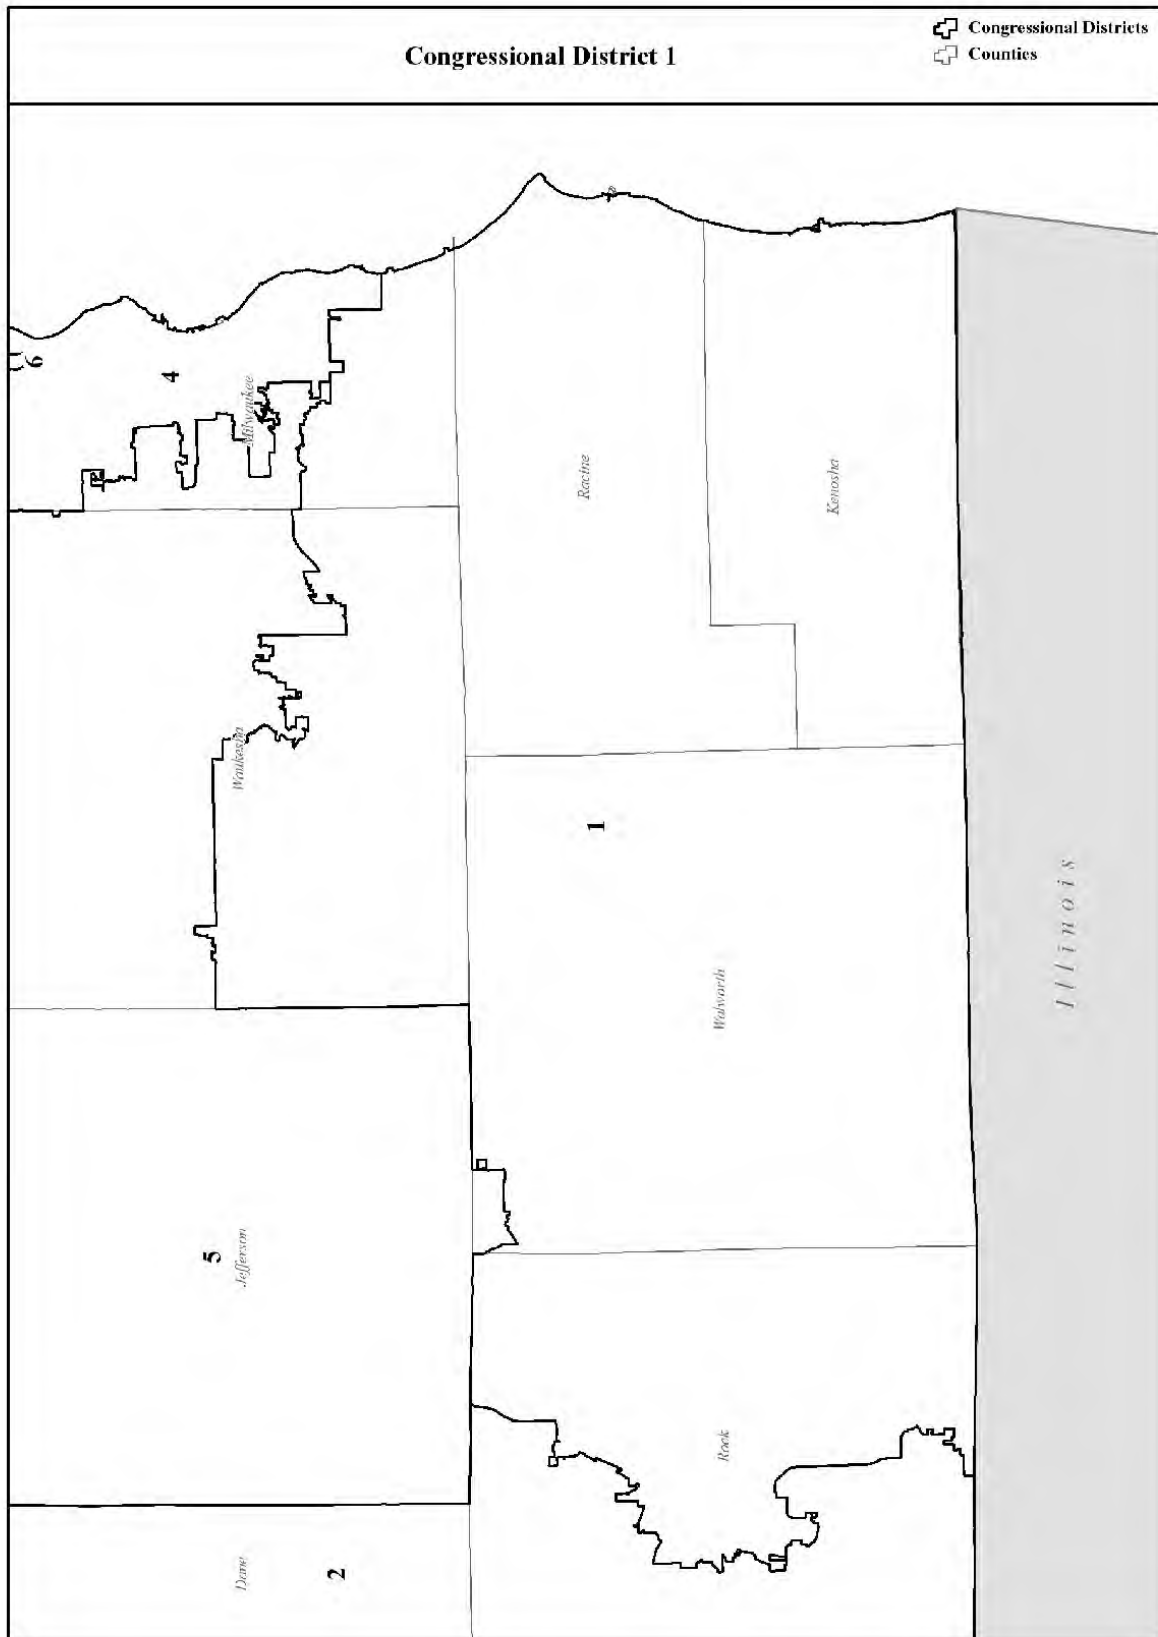 Congressional District 1
Congressional Districts
Counties
6
4
Milwaukee
Racine
Kenosha
Waukesha
1
Illinois
Walworth
5
Jefferson
Rock
Dane
2